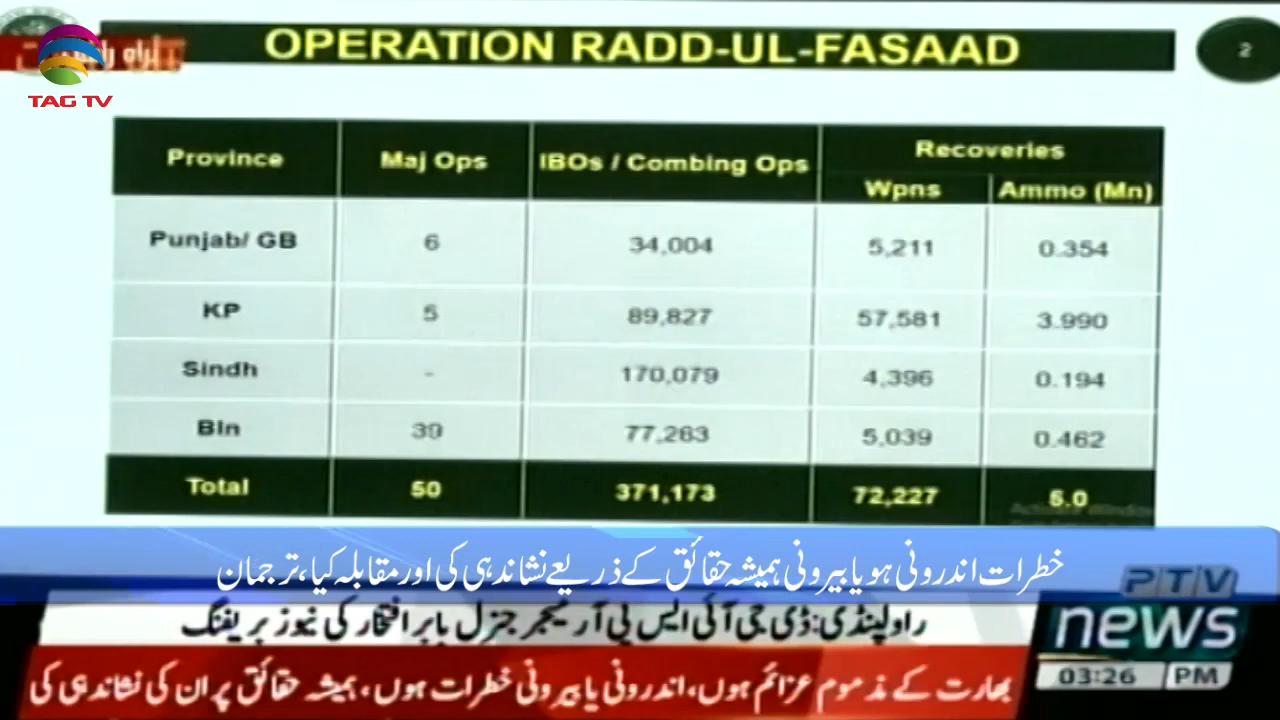 OPERATION RADD-UL-FASAAD
2
TAG TV
Province Maj Ops IBOs / Combing Ops Recoveries
Wpns Ammo (Mn)
Punjab/ GB 6 34,004 5,211 0.354
KP 5 89,827 57,581 3.990
Sindh - 170,079 4,396 0.194
Bln 39 77,263 5,039 0.462
Total 50 371,173 72,227 5.0
خطرات اندرونی ہو یا بیرونی ہمیشہ حقائق کے ذریعے نشاندہی کی اور مقابلہ کیا، ترجمان
راولپنڈی: ڈی جی آئی ایس پی آر میجر جنرل بابر افتخار کی نیوز بریفنگ
بھارت کے مذموم عزائم ہوں، اندرونی یا بیرونی خطرات ہوں، ہمیشہ حقائق پر ان کی نشاندہی کی
PTV
news
03:26 PM